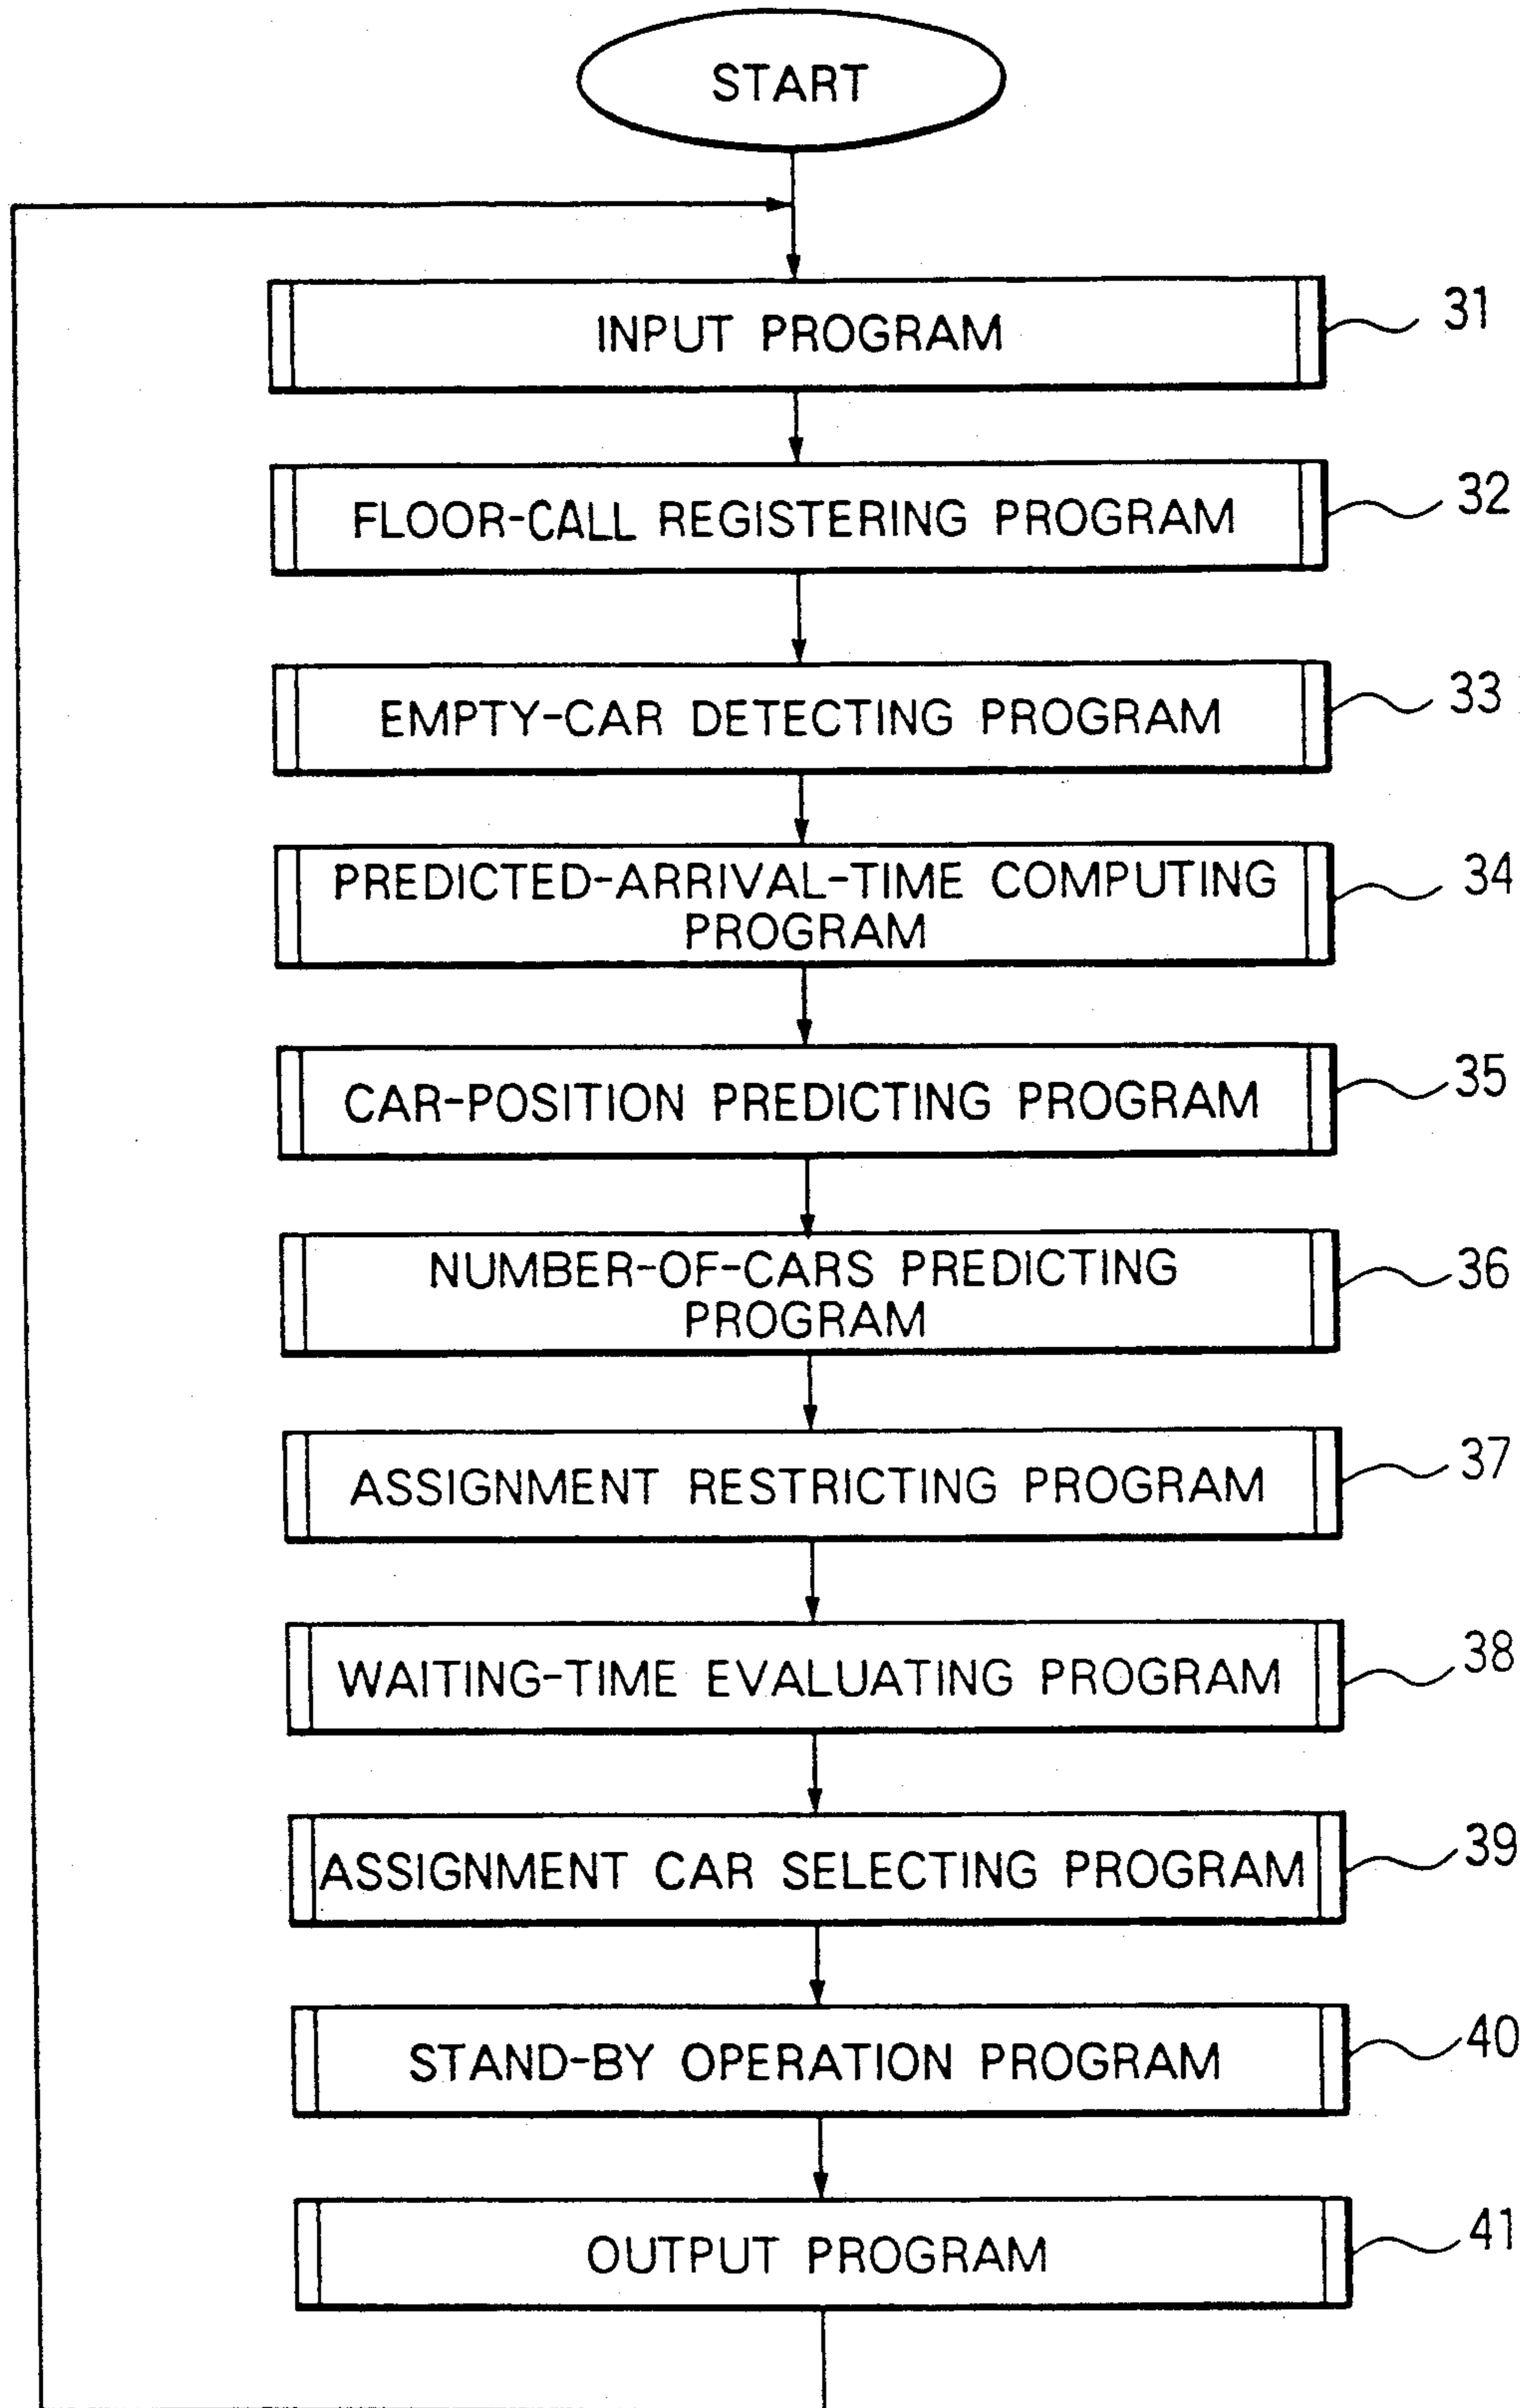 START
INPUT PROGRAM
31
FLOOR-CALL REGISTERING PROGRAM
32
EMPTY-CAR DETECTING PROGRAM
33
PREDICTED-ARRIVAL-TIME COMPUTING
PROGRAM
34
CAR-POSITION PREDICTING PROGRAM
35
NUMBER-OF-CARS PREDICTING
PROGRAM
36
ASSIGNMENT RESTRICTING PROGRAM
37
WAITING-TIME EVALUATING PROGRAM
38
ASSIGNMENT CAR SELECTING PROGRAM
39
STAND-BY OPERATION PROGRAM
40
OUTPUT PROGRAM
41